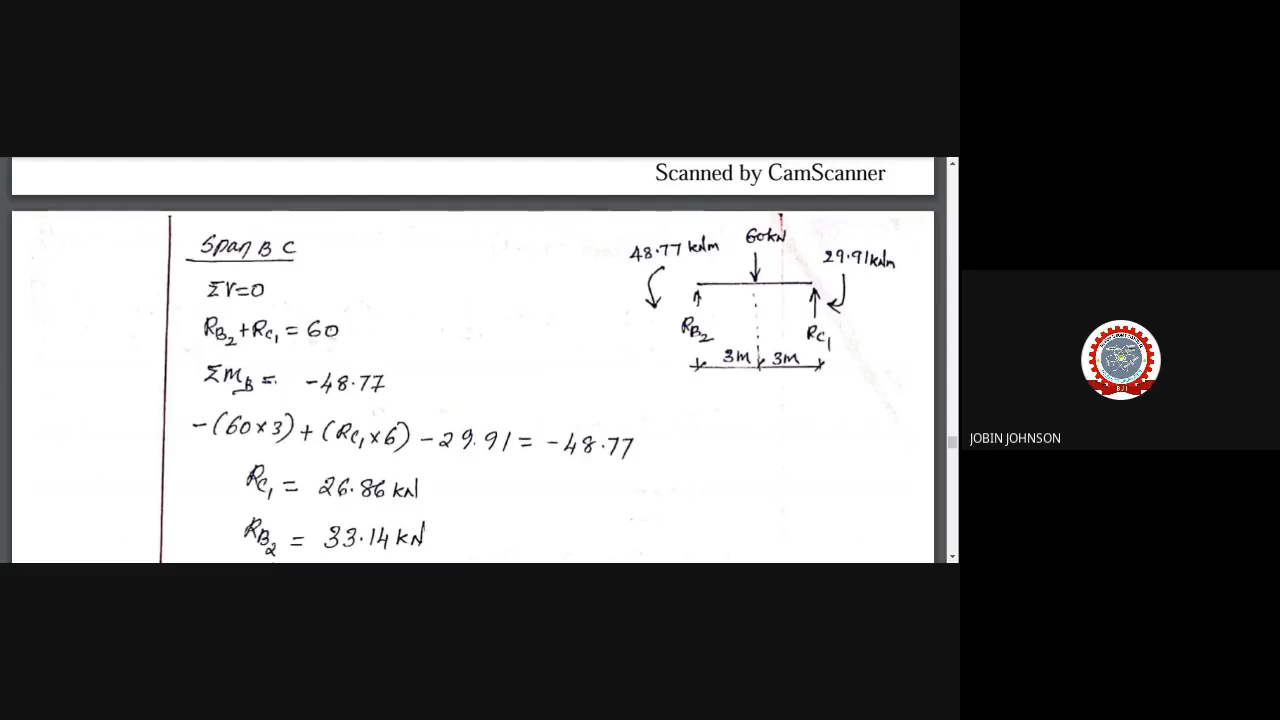 Scanned by CamScanner
Span BC
ΣV=0
RB2+RC1 = 60
ΣMB = -48.77
-(60×3)+(RC1×6)-29.91 = -48.77
RC1 = 26.86 kN
RB2 = 33.14 kN
60kN
48.77 kNm
29.91kNm
RB2
RC1
3m
3m
BJI
JOBIN JOHNSON